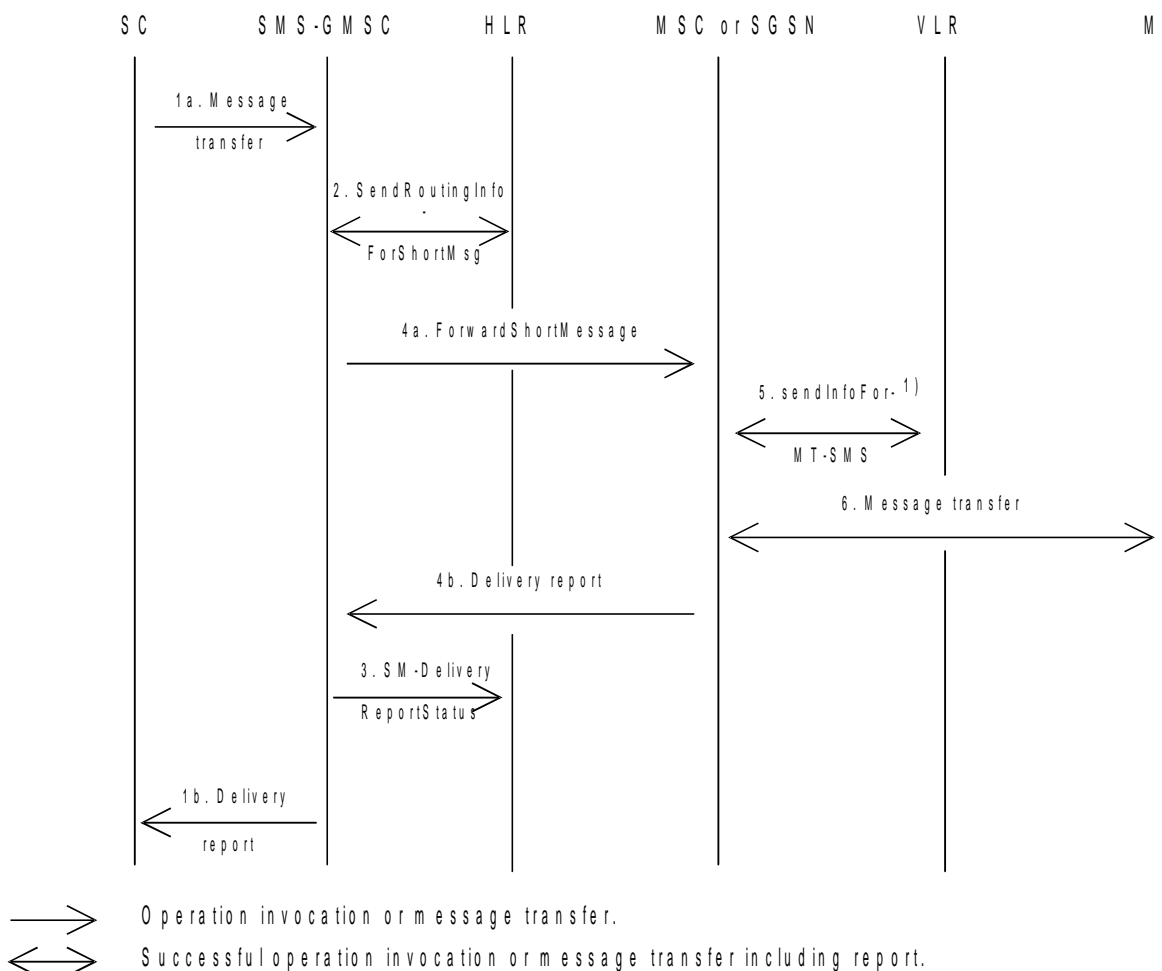 SC SMS-GMSC HLR MSC or SGSN VLR M
1a. Message
transfer
2. SendRoutingInfo
-
ForShortMsg
4a. ForwardShortMessage
5. sendInfoFor- 1)
MT-SMS
6. Message transfer
4b. Delivery report
3. SM-Delivery
ReportStatus
1b. Delivery
report
Operation invocation or message transfer.
Successful operation invocation or message transfer including report.